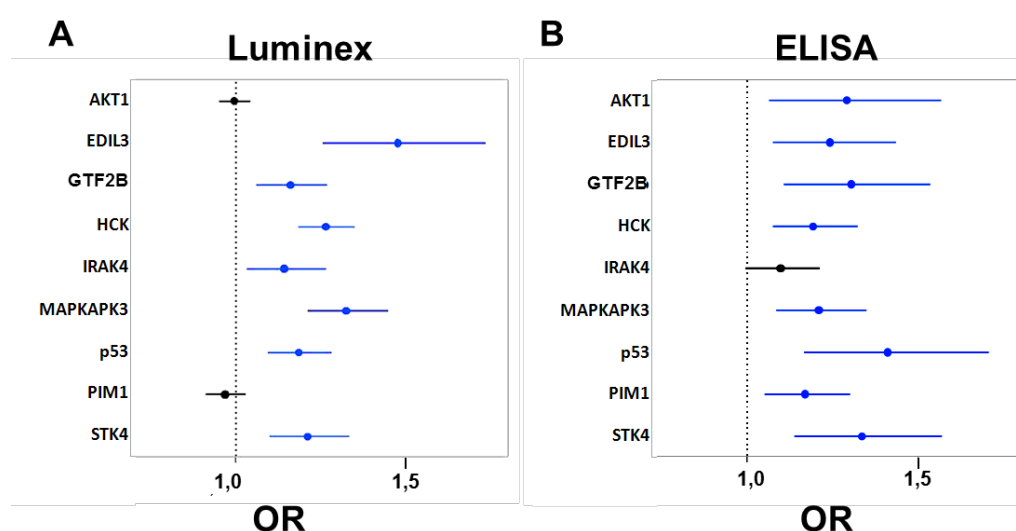 A
Luminex
AKT1
EDIL3
GTF2B
HCK
IRAK4
MAPKAPK3
p53
PIM1
STK4
1,0
1,5
OR
B
ELISA
AKT1
EDIL3
GTF2B
HCK
IRAK4
MAPKAPK3
p53
PIM1
STK4
1,0
1,5
OR